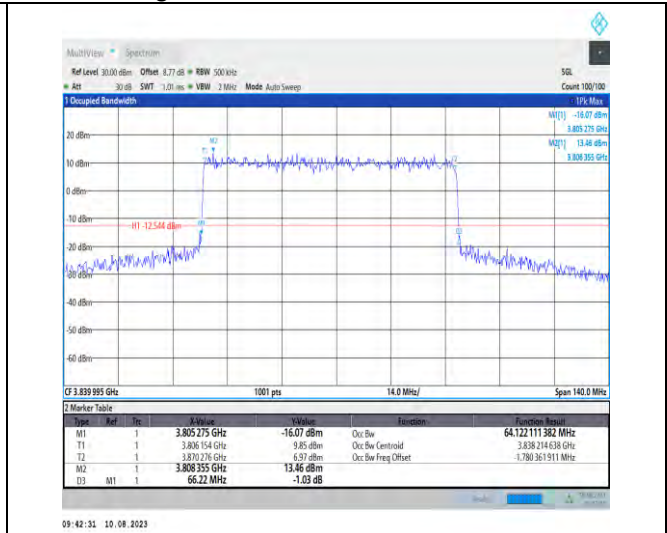 MultiView Spectrum
Ref Level 30.00 dBm Offset 8.77 dB RBW 500 kHz SGL
Att 30 dB SWT 1.01 ms VBW 2 MHz Mode Auto Sweep Count 100/100
1 Occupied Bandwidth 1Pk Max
M1[1] -16.07 dBm
3.805 275 GHz
M2[1] 13.46 dBm
3.808 355 GHz
20 dBm
M2
T1
10 dBm
T2
0 dBm
-10 dBm
H1 -12.544 dBm
M1
D3
-20 dBm
-30 dBm
-40 dBm
-50 dBm
-60 dBm
CF 3.839 995 GHz 1001 pts 14.0 MHz/ Span 140.0 MHz
2 Marker Table
Type Ref Trc X-Value Y-Value Function Function Result
M1 1 3.805 275 GHz -16.07 dBm Occ Bw 64.122 111 382 MHz
T1 1 3.806 154 GHz 9.85 dBm Occ Bw Centroid 3.838 214 638 GHz
T2 1 3.870 276 GHz 6.97 dBm Occ Bw Freq Offset -1.780 361 911 MHz
M2 1 3.808 355 GHz 13.46 dBm
D3 M1 1 66.22 MHz -1.03 dB
09:42:31 10.08.2023